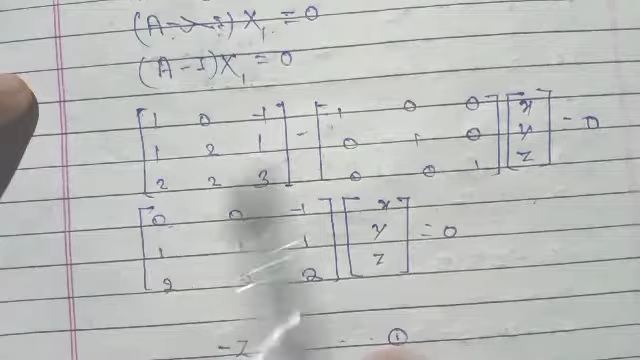 (A - λI) X₁ = 0
(A - I) X₁ = 0
[1 0 -1; 1 2 1; 2 2 3] - [1 0 0; 0 1 0; 0 0 1] [x; y; z] = 0
[0 0 -1; 1 1; 2 2] [x; y; z] = 0
-z ①